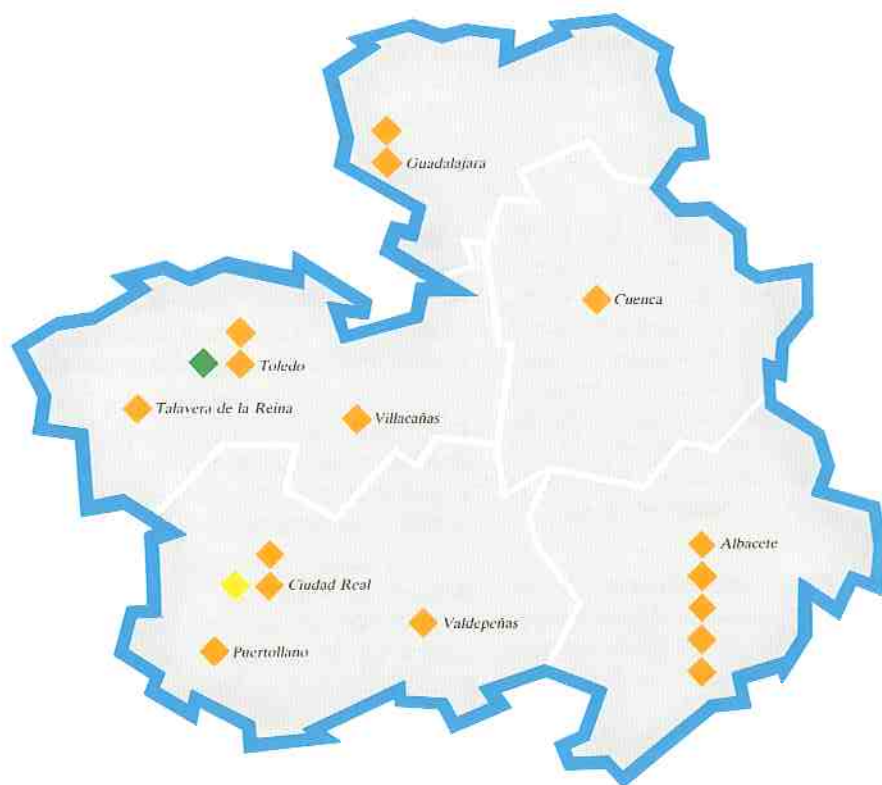 Guadalajara
Cuenca
Toledo
Talavera de la Reina
Villacañas
Albacete
Ciudad Real
Valdepeñas
Puertollano